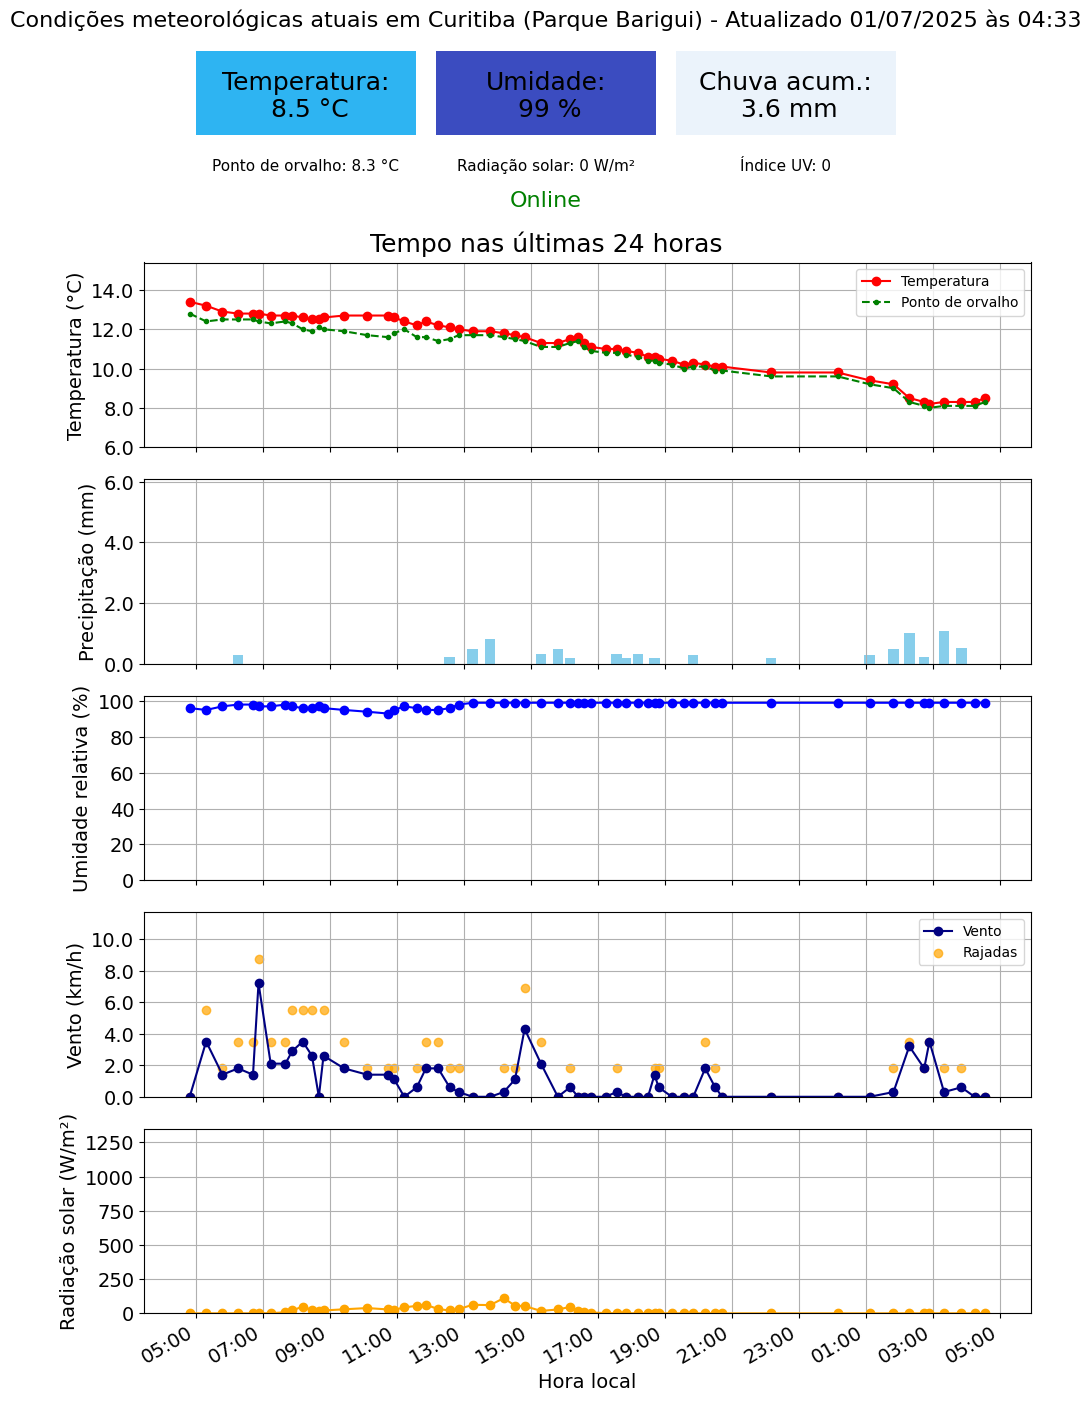 Condições meteorológicas atuais em Curitiba (Parque Barigui) - Atualizado 01/07/2025 às 04:33
Temperatura:
8.5 °C
Umidade:
99 %
Chuva acum.:
3.6 mm
Ponto de orvalho: 8.3 °C
Radiação solar: 0 W/m²
Índice UV: 0
Online
Tempo nas últimas 24 horas
Temperatura (°C)
14.0
12.0
10.0
8.0
6.0
Temperatura
Ponto de orvalho
Precipitação (mm)
6.0
4.0
2.0
0.0
Umidade relativa (%)
100
80
60
40
20
0
Vento (km/h)
10.0
8.0
6.0
4.0
2.0
0.0
Vento
Rajadas
Radiação solar (W/m²)
1250
1000
750
500
250
0
05:00
07:00
09:00
11:00
13:00
15:00
17:00
19:00
21:00
23:00
01:00
03:00
05:00
Hora local